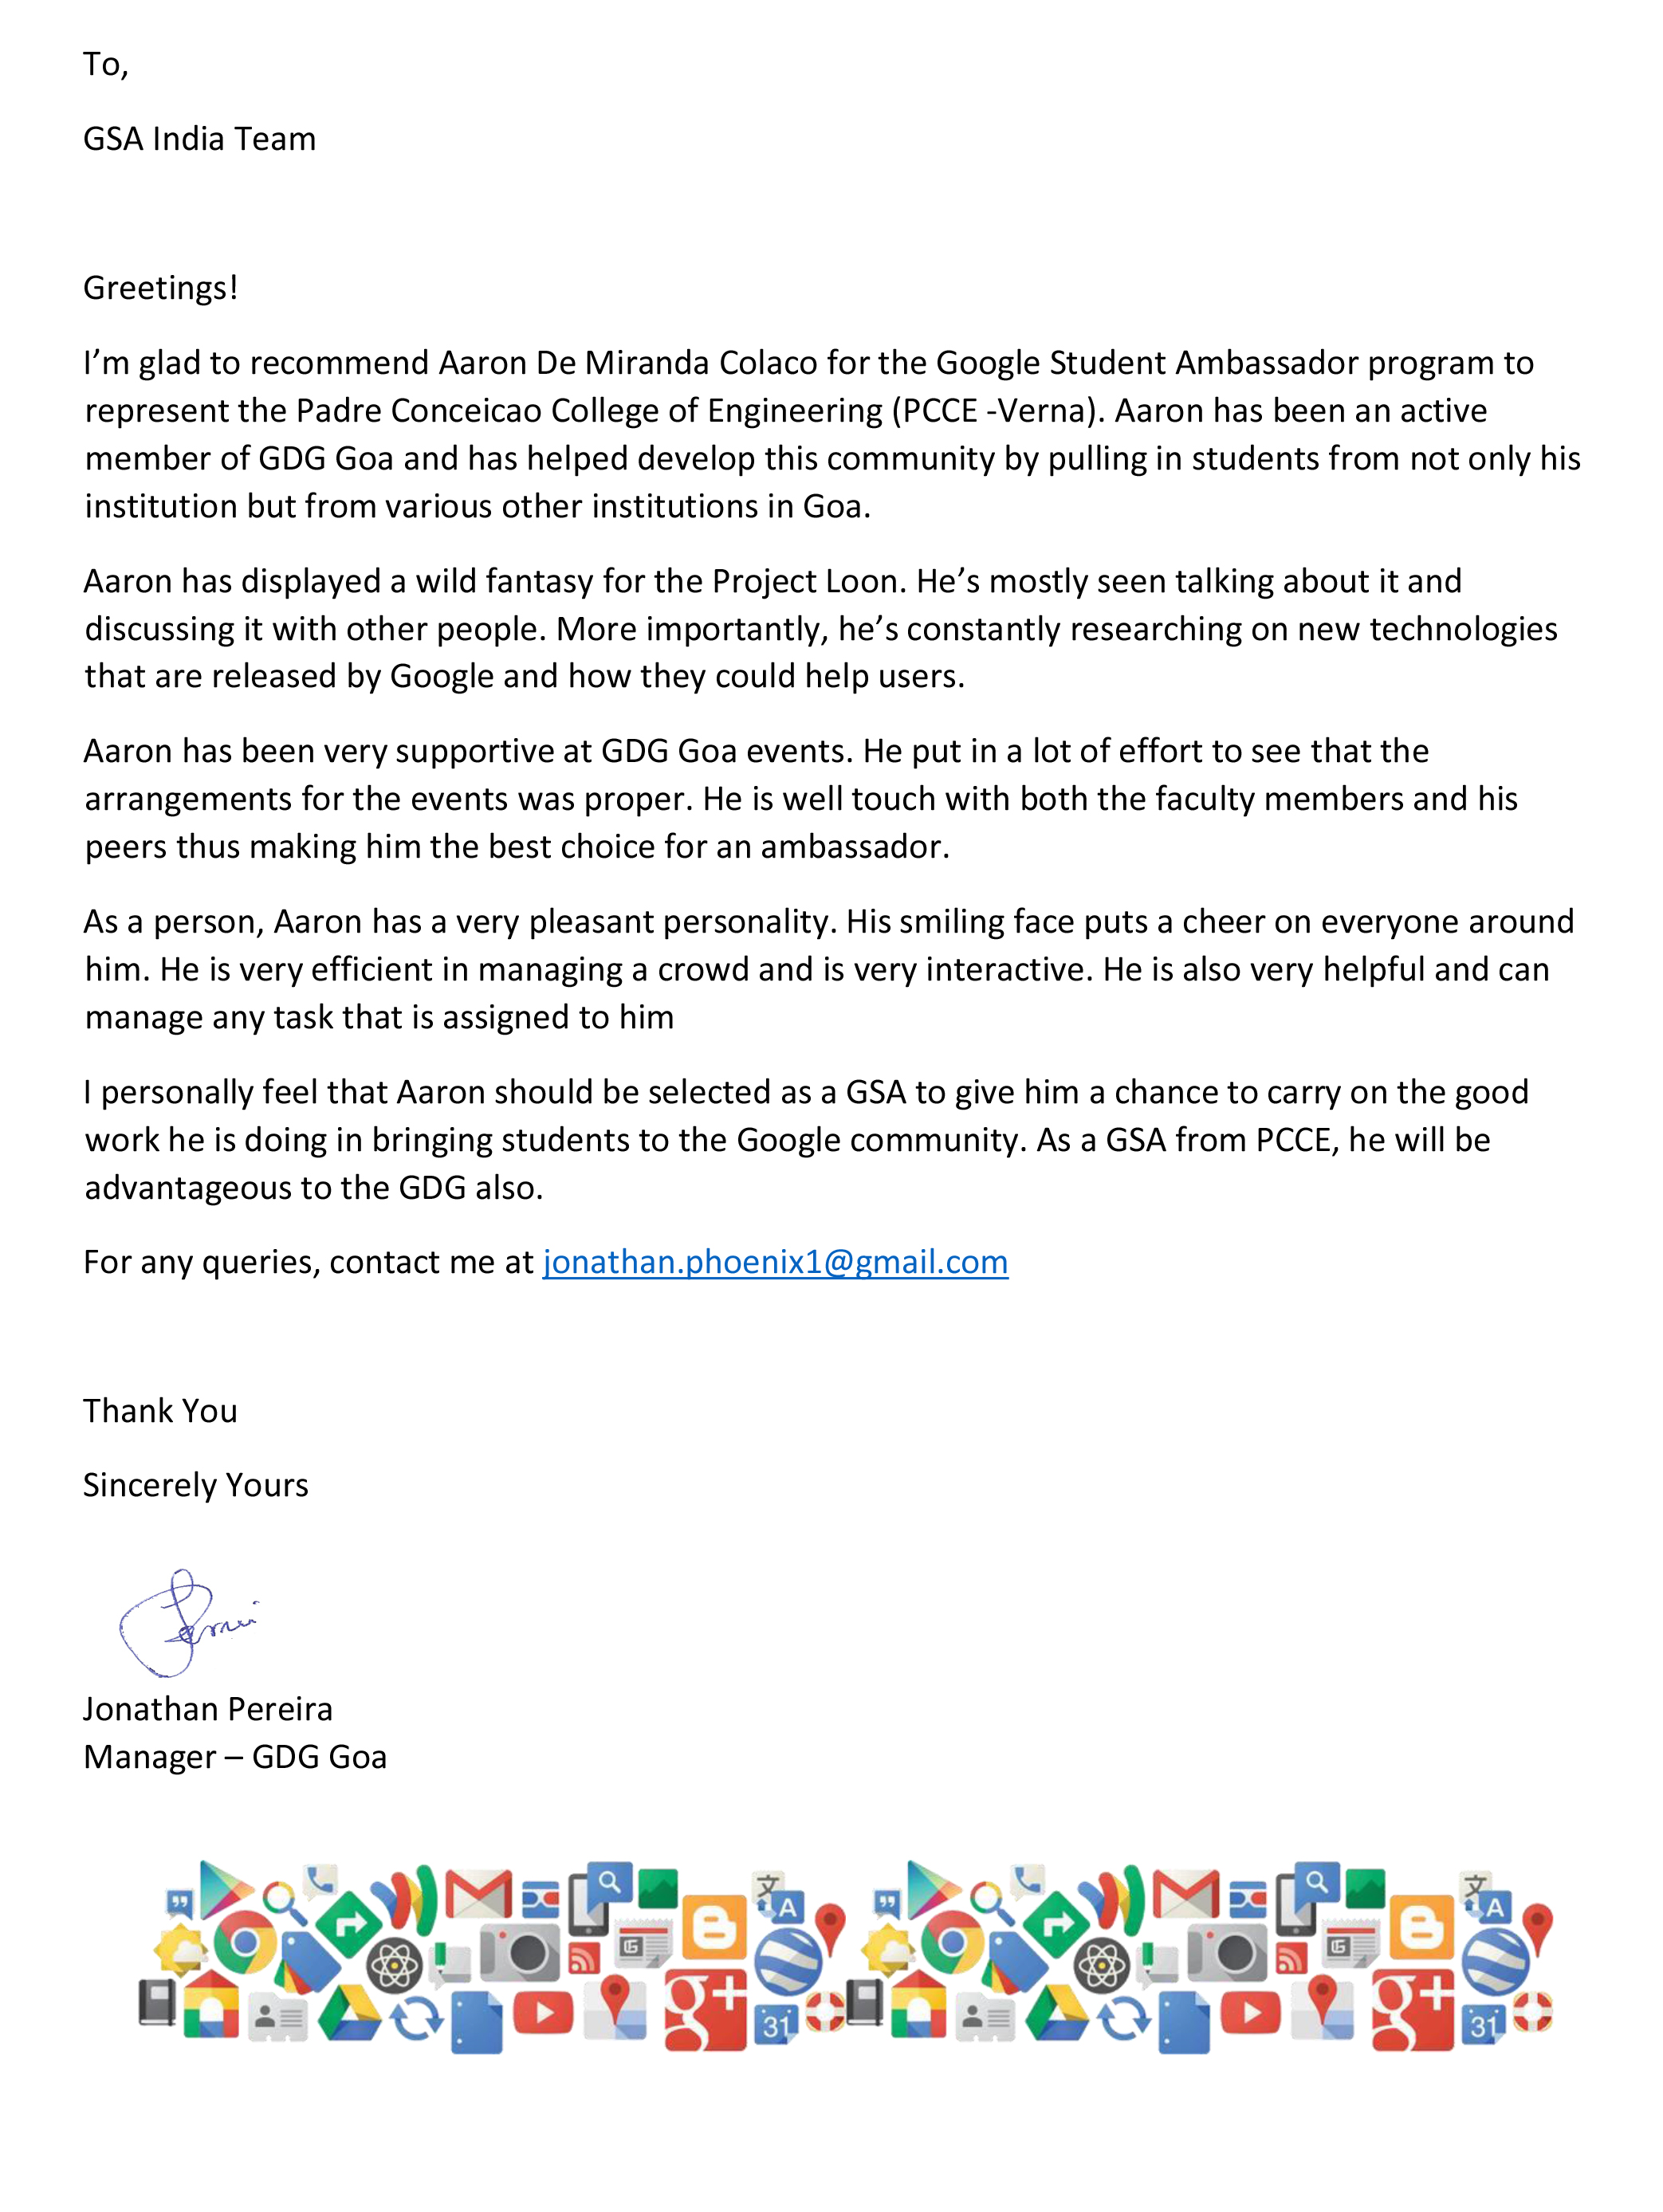 To,
GSA India Team
Greetings!
I’m glad to recommend Aaron De Miranda Colaco for the Google Student Ambassador program to
represent the Padre Conceicao College of Engineering (PCCE -Verna). Aaron has been an active
member of GDG Goa and has helped develop this community by pulling in students from not only his
institution but from various other institutions in Goa.
Aaron has displayed a wild fantasy for the Project Loon. He’s mostly seen talking about it and
discussing it with other people. More importantly, he’s constantly researching on new technologies
that are released by Google and how they could help users.
Aaron has been very supportive at GDG Goa events. He put in a lot of effort to see that the
arrangements for the events was proper. He is well touch with both the faculty members and his
peers thus making him the best choice for an ambassador.
As a person, Aaron has a very pleasant personality. His smiling face puts a cheer on everyone around
him. He is very efficient in managing a crowd and is very interactive. He is also very helpful and can
manage any task that is assigned to him
I personally feel that Aaron should be selected as a GSA to give him a chance to carry on the good
work he is doing in bringing students to the Google community. As a GSA from PCCE, he will be
advantageous to the GDG also.
For any queries, contact me at jonathan.phoenix1@gmail.com
Thank You
Sincerely Yours
Jonathan Pereira
Manager – GDG Goa
文 A 文 A
g+ 31 g+ 31